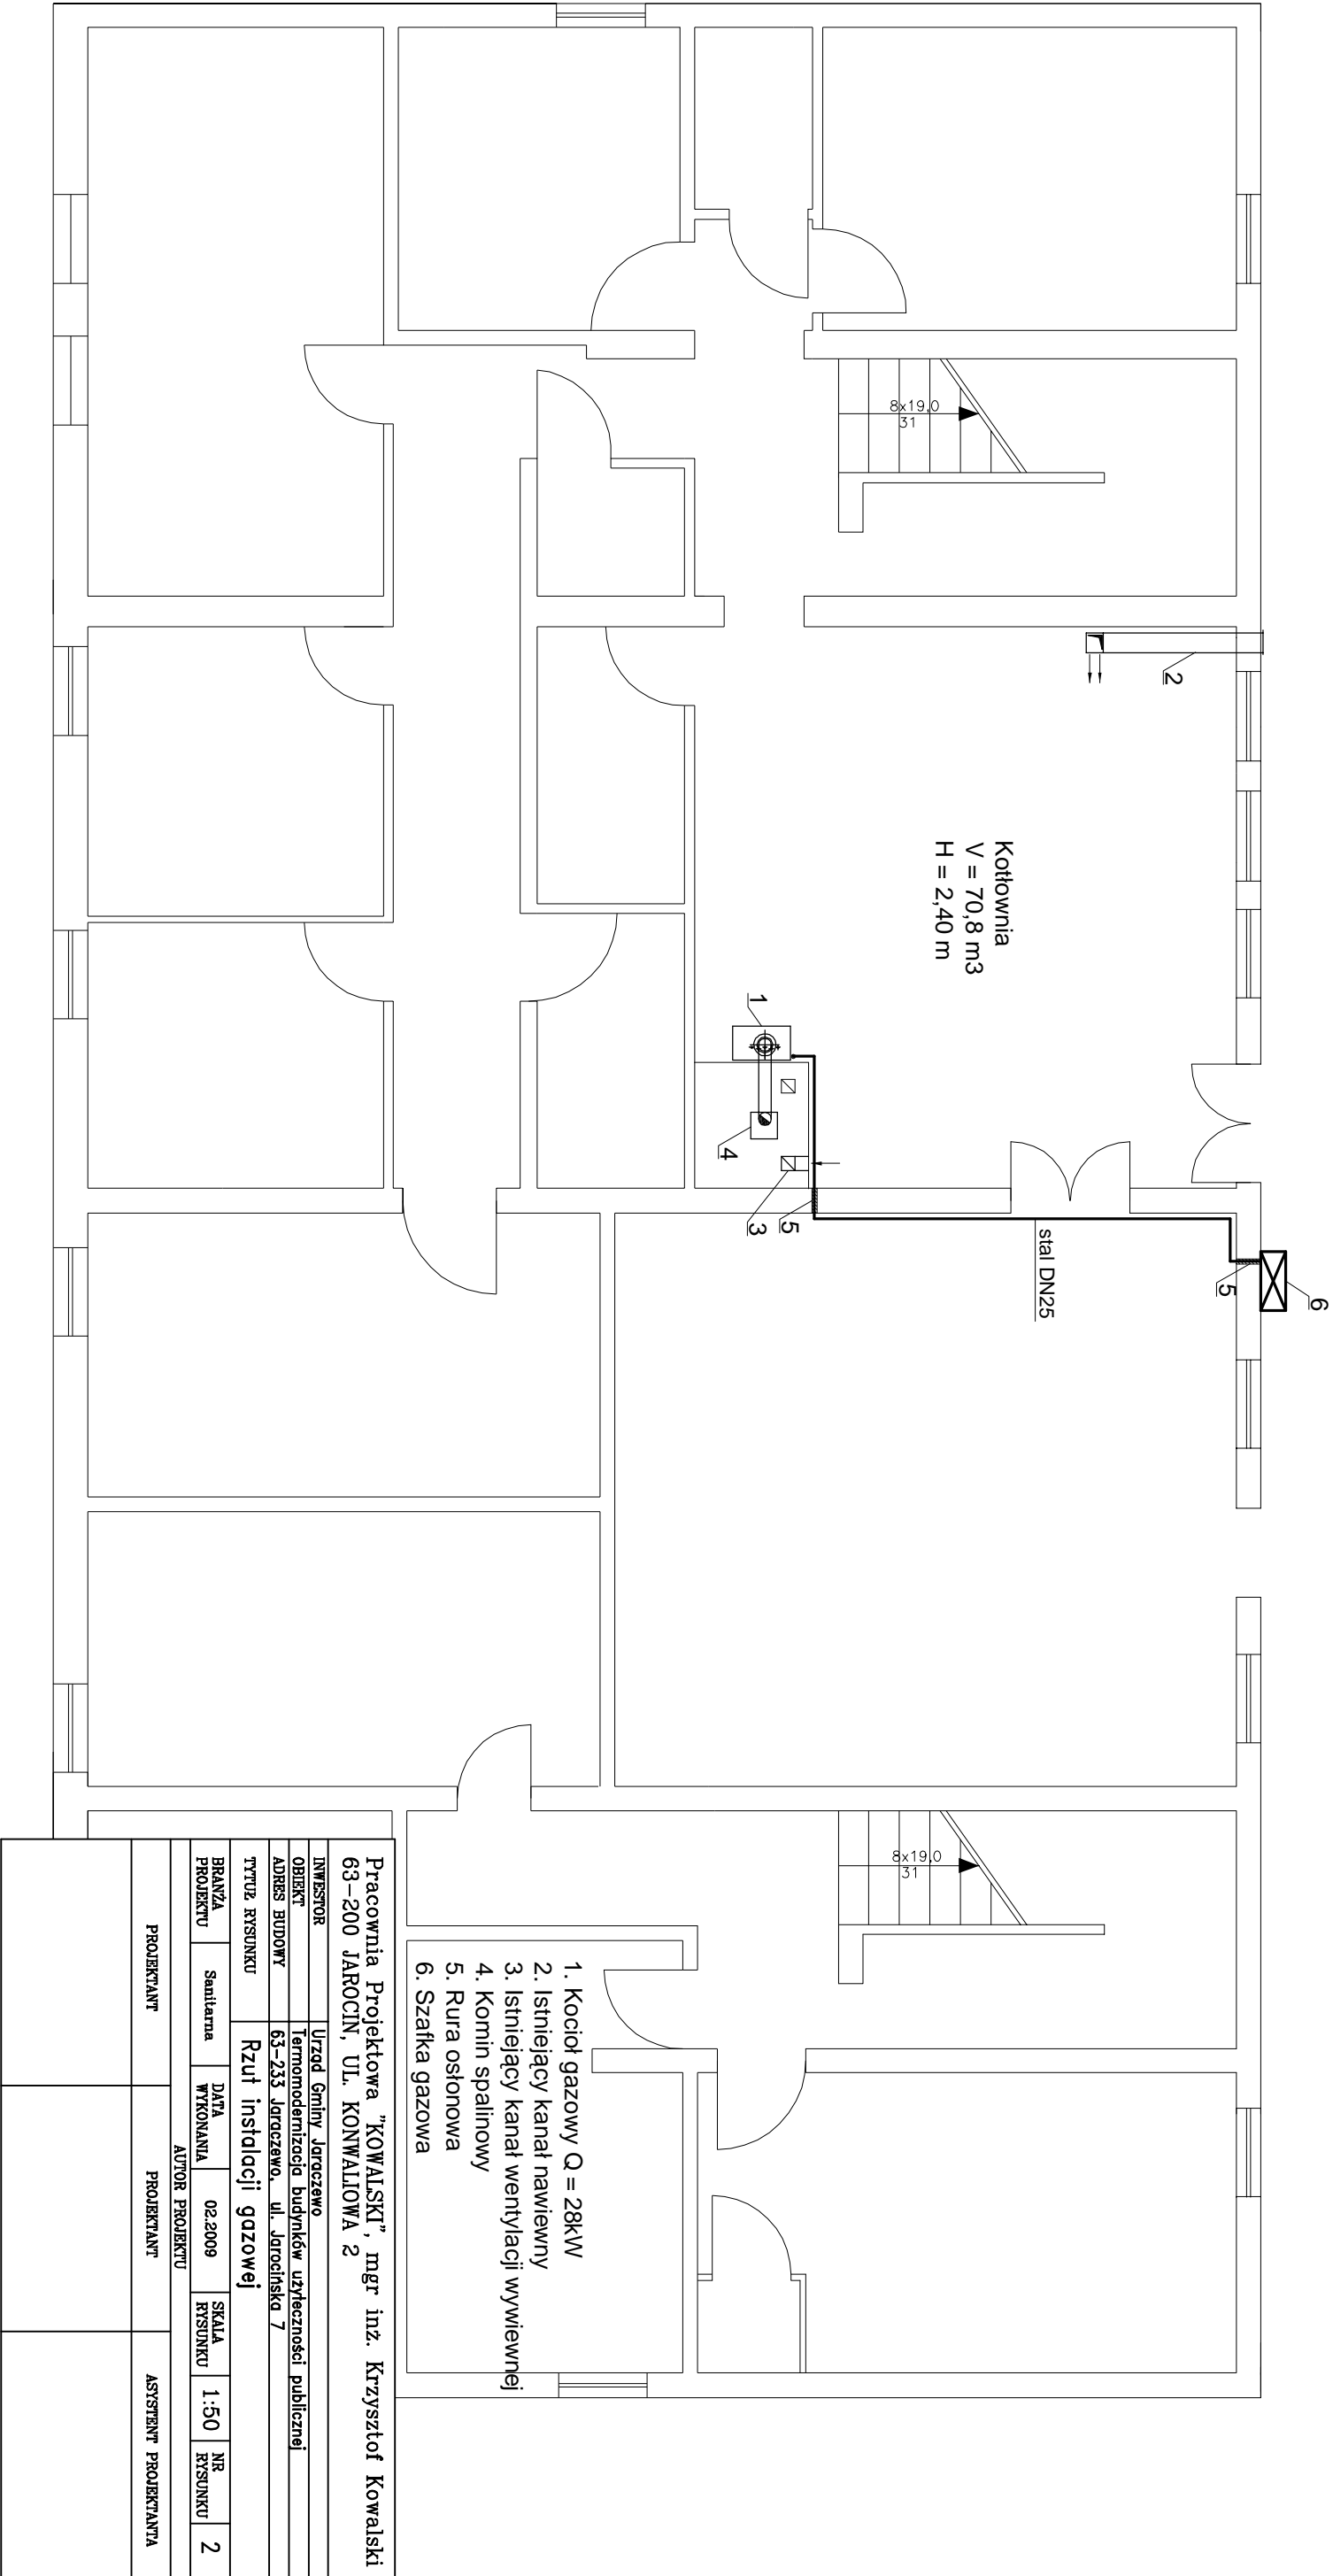 8x19,0
31
2
Kotłownia
V = 70,8 m3
H = 2,40 m
1
4
3
5
stal DN25
5
6
8x19,0
31
1. Kocioł gazowy Q = 28kW
2. Istniejący kanał nawiewny
3. Istniejący kanał wentylacji wywiewnej
4. Komin spalinowy
5. Rura osłonowa
6. Szafka gazowa
Pracownia Projektowa "KOWALSKI", mgr inż. Krzysztof Kowalski
63-200 JAROCIN, UL. KONWALIOWA 2
INWESTOR Urząd Gminy Jaraczewo
OBIEKT Termomodernizacja budynków użyteczności publicznej
ADRES BUDOWY 63-233 Jaraczewo, ul. Jarocińska 7
TYTUŁ RYSUNKU Rzut instalacji gazowej
BRANŻA PROJEKTU Sanitarna DATA WYKONANIA 02.2009 SKALA RYSUNKU 1:50 NR RYSUNKU 2
AUTOR PROJEKTU
PROJEKTANT PROJEKTANT ASYSTENT PROJEKTANTA